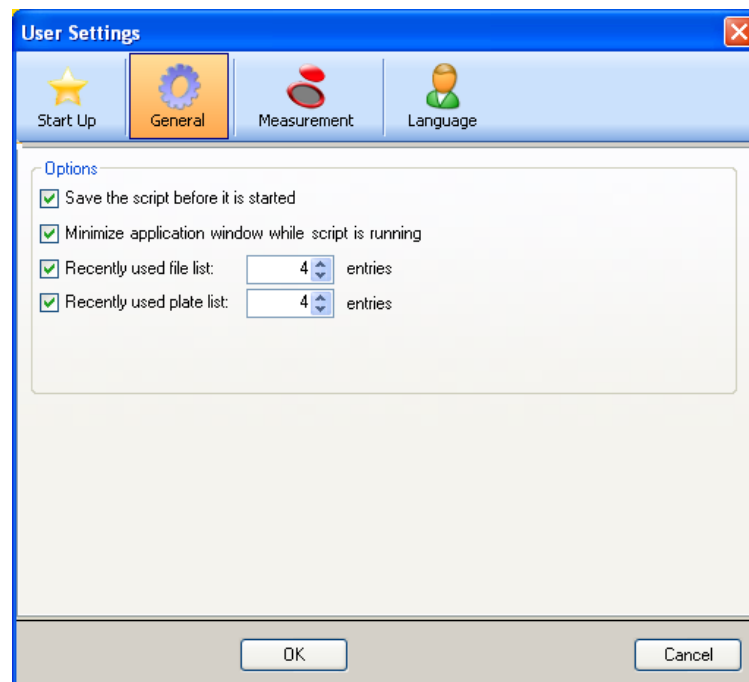 User Settings
Start Up General Measurement Language
Options
Save the script before it is started
Minimize application window while script is running
Recently used file list: 4 entries
Recently used plate list: 4 entries
OK Cancel